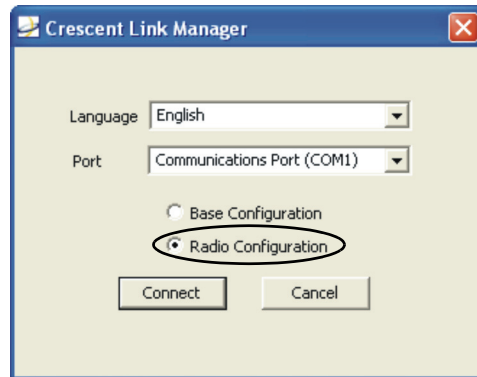 Crescent Link Manager
Language English
Port Communications Port (COM1)
Base Configuration
Radio Configuration
Connect Cancel